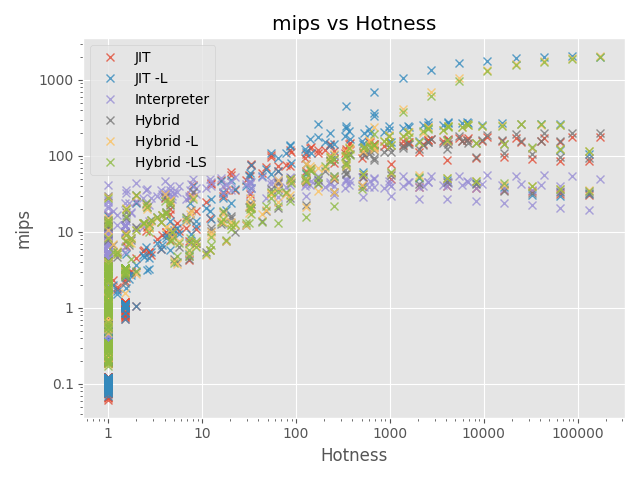 mips vs Hotness
JIT
JIT -L
Interpreter
Hybrid
Hybrid -L
Hybrid -LS
mips
1000
100
10
1
0.1
1
10
100
1000
10000
100000
Hotness